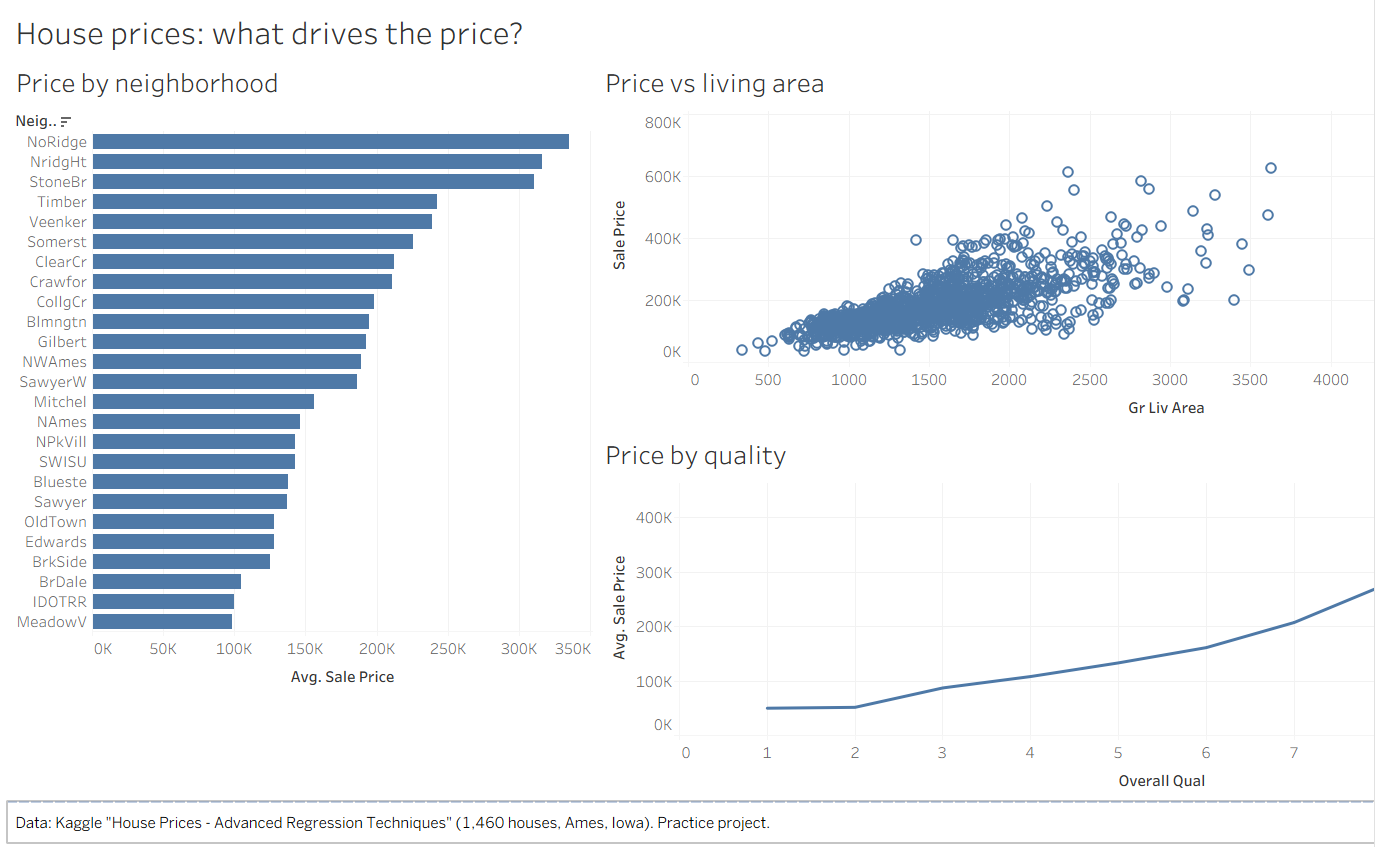 House prices: what drives the price?
Price by neighborhood
Neig..
NoRidge
NridgHt
StoneBr
Timber
Veenker
Somerst
ClearCr
Crawfor
CollgCr
Blmngtn
Gilbert
NWAmes
SawyerW
Mitchel
NAmes
NPkVill
SWISU
Blueste
Sawyer
OldTown
Edwards
BrkSide
BrDale
IDOTRR
MeadowV
0K 50K 100K 150K 200K 250K 300K 350K
Avg. Sale Price
Price vs living area
Sale Price
800K
600K
400K
200K
0K
0 500 1000 1500 2000 2500 3000 3500 4000
Gr Liv Area
Price by quality
Avg. Sale Price
400K
300K
200K
100K
0K
0 1 2 3 4 5 6 7
Overall Qual
Data: Kaggle "House Prices - Advanced Regression Techniques" (1,460 houses, Ames, Iowa). Practice project.